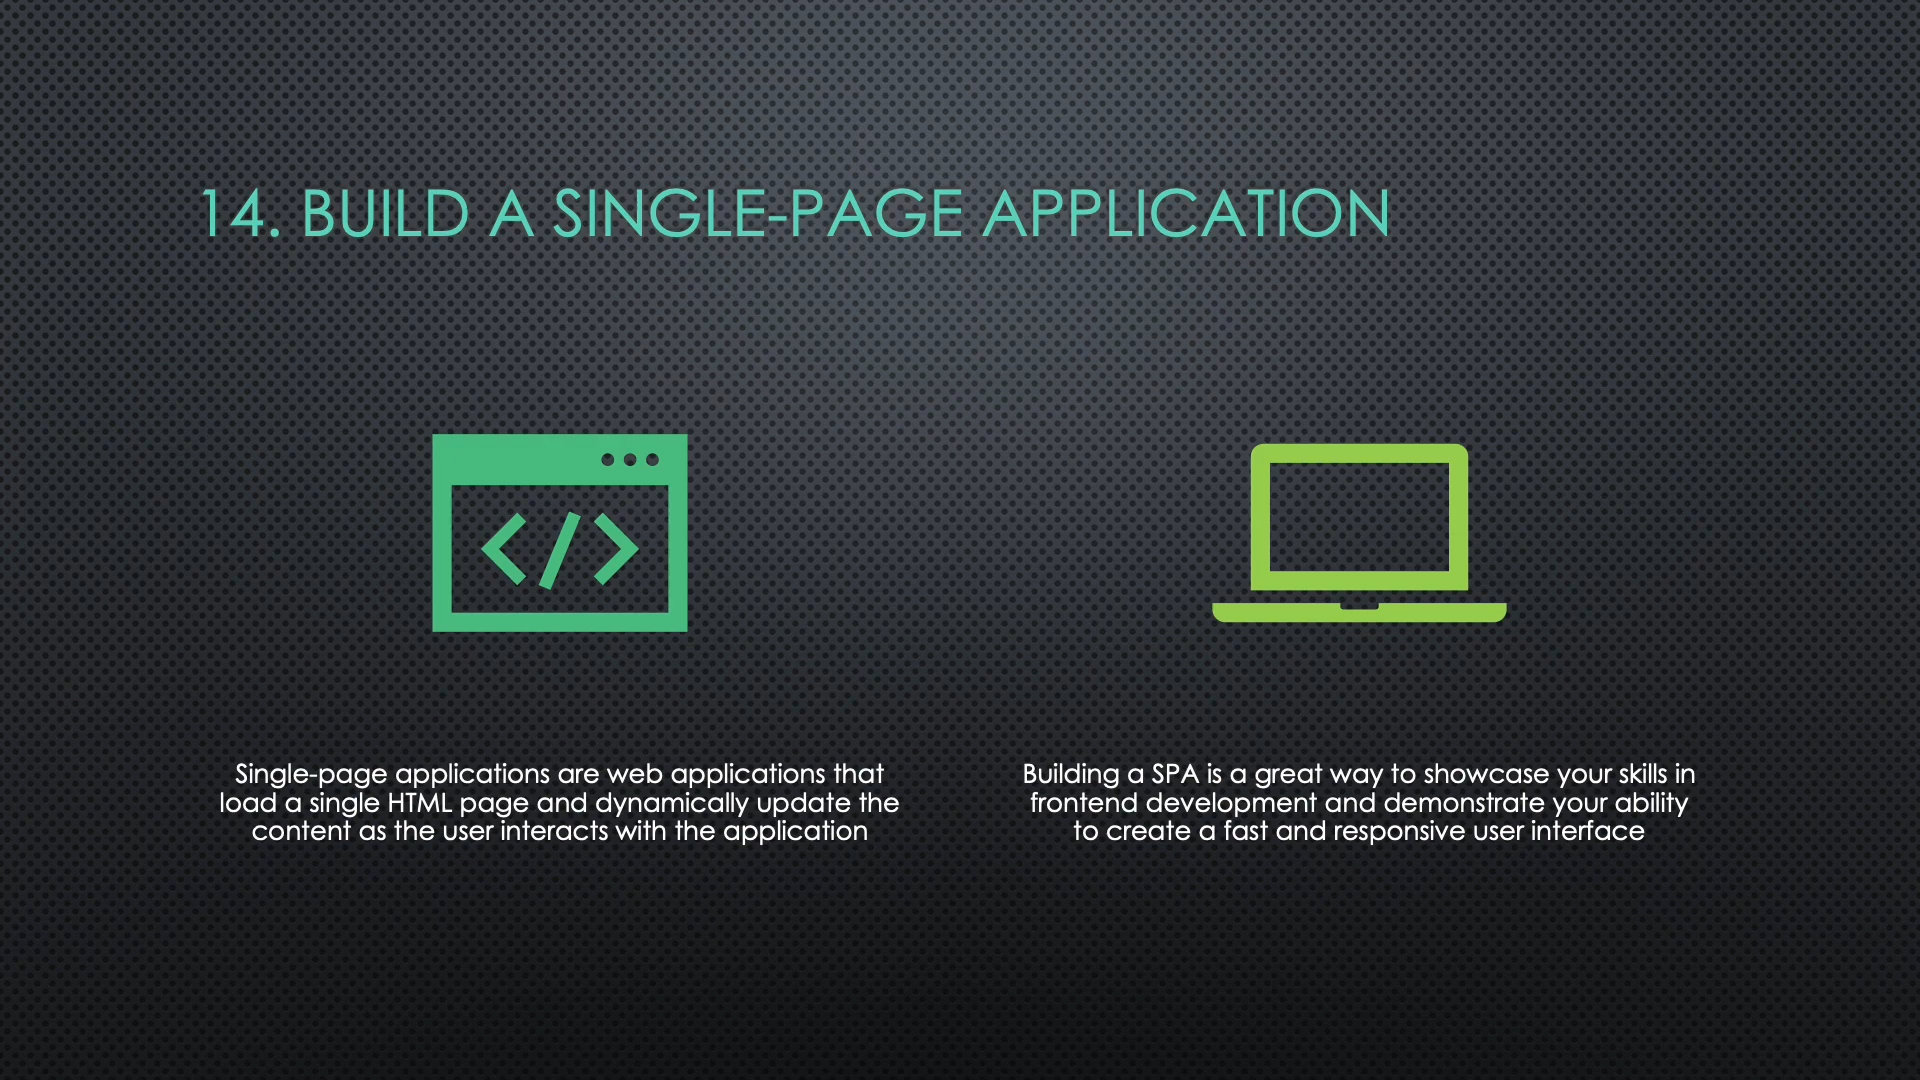 14. BUILD A SINGLE-PAGE APPLICATION
</>
Single-page applications are web applications that
load a single HTML page and dynamically update the
content as the user interacts with the application
Building a SPA is a great way to showcase your skills in
frontend development and demonstrate your ability
to create a fast and responsive user interface